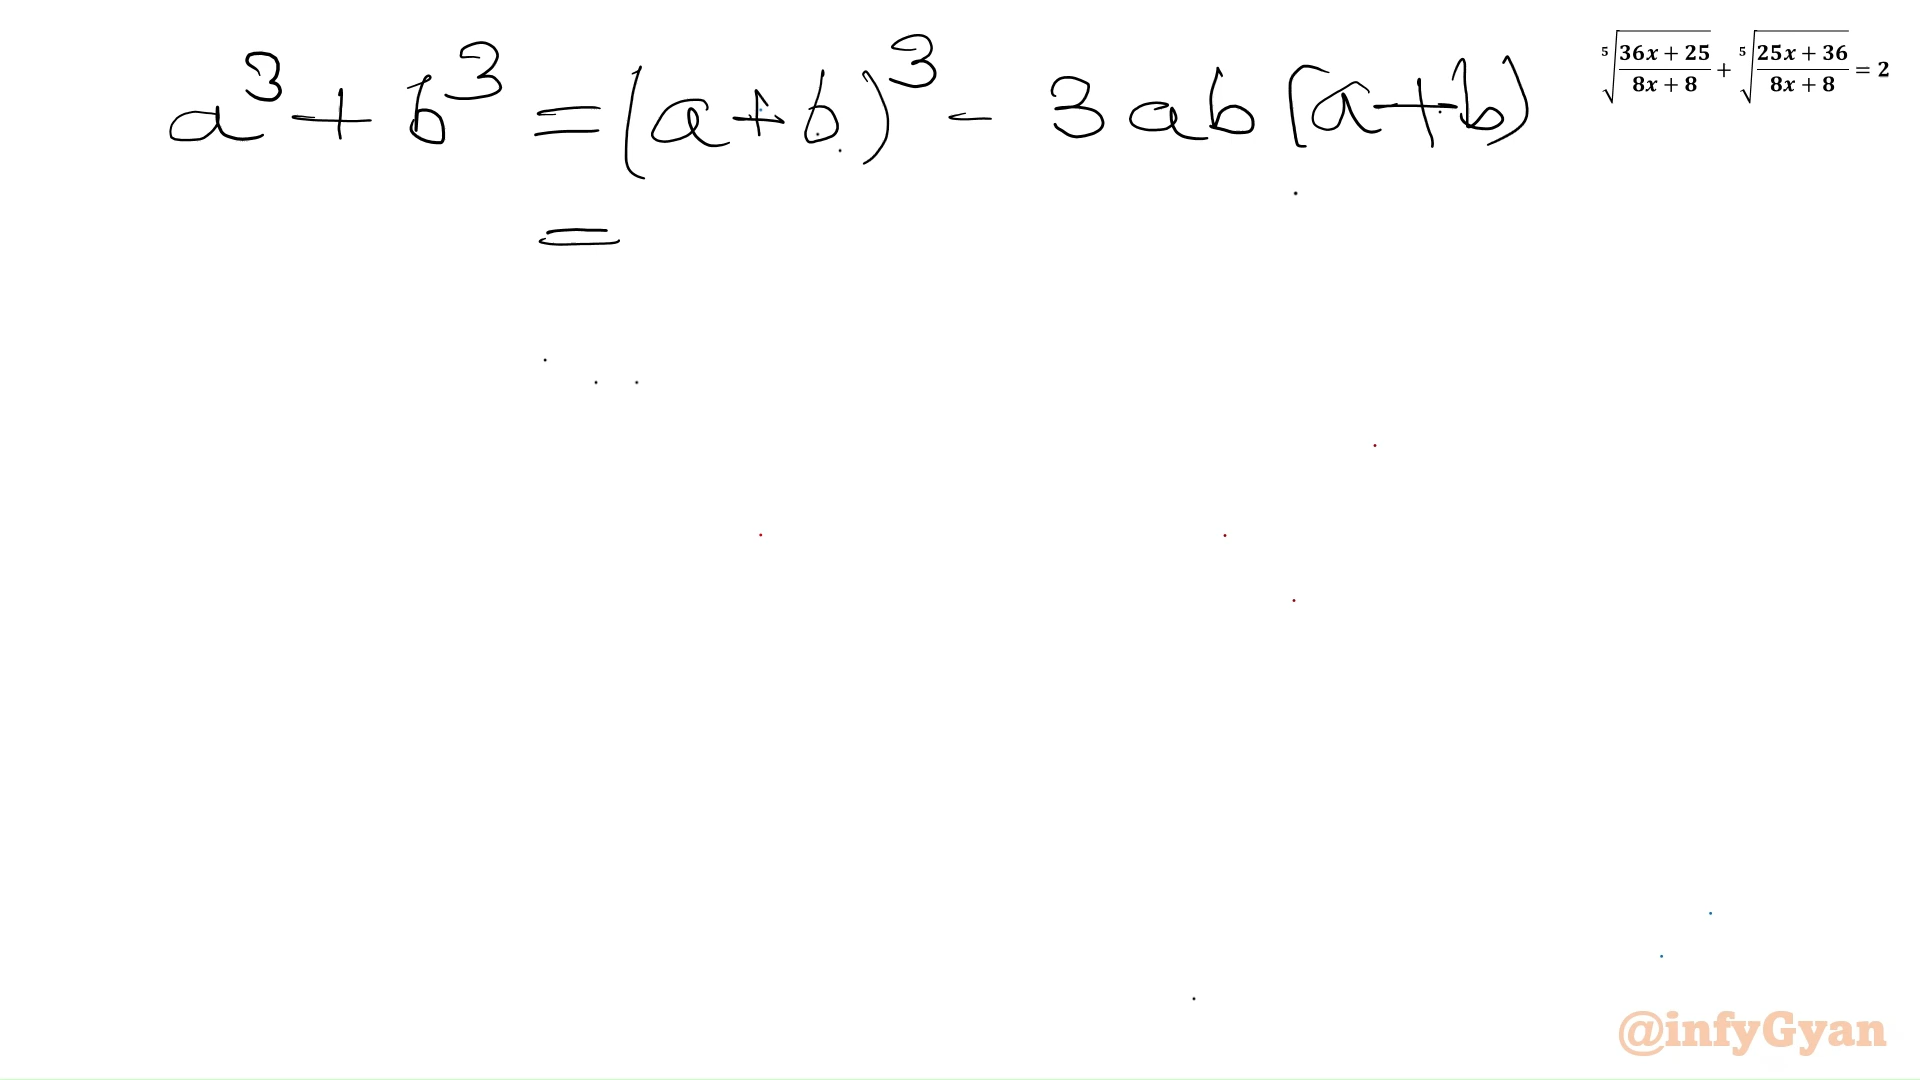 a³ + b³ = (a+b)³ - 3ab(a+b)
=
⁵√((36x + 25)/(8x + 8)) + ⁵√((25x + 36)/(8x + 8)) = 2
@infyGyan